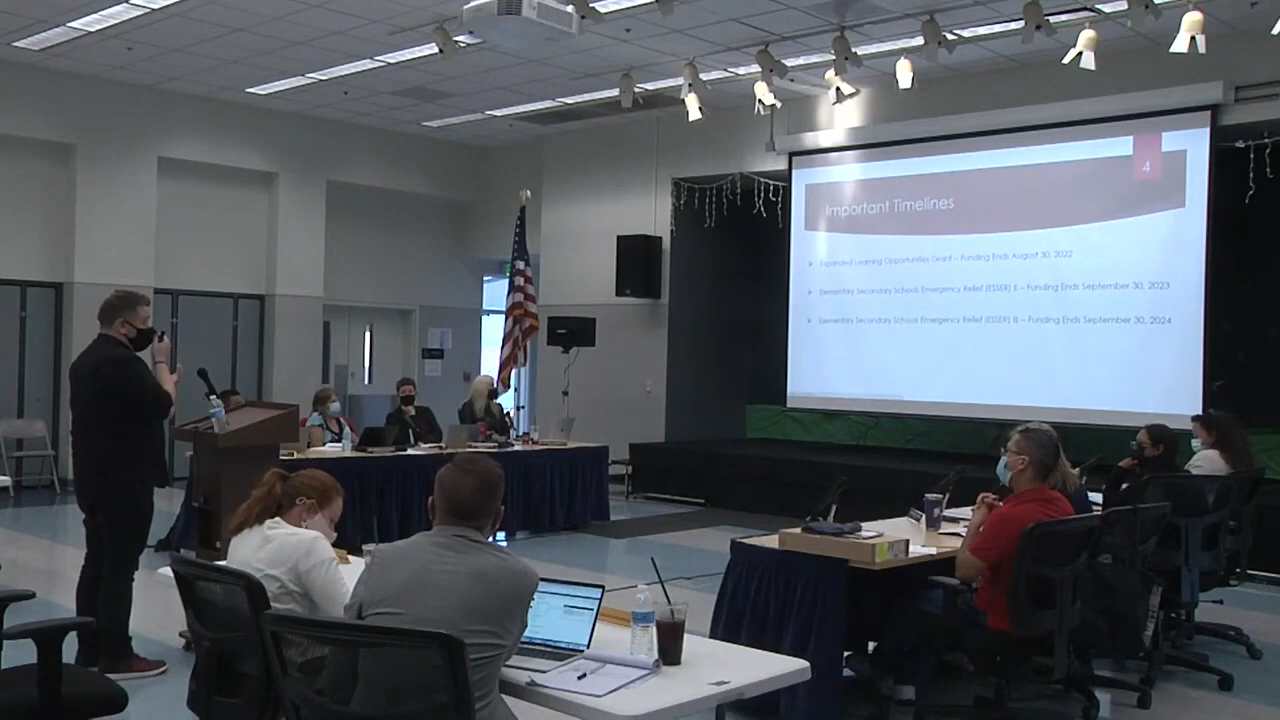 4
Important Timelines
Expanded Learning Opportunities Grant – Funding Ends August 30, 2022
Elementary Secondary Schools Emergency Relief (ESSER) II – Funding Ends September 30, 2023
Elementary Secondary Schools Emergency Relief (ESSER) III – Funding Ends September 30, 2024